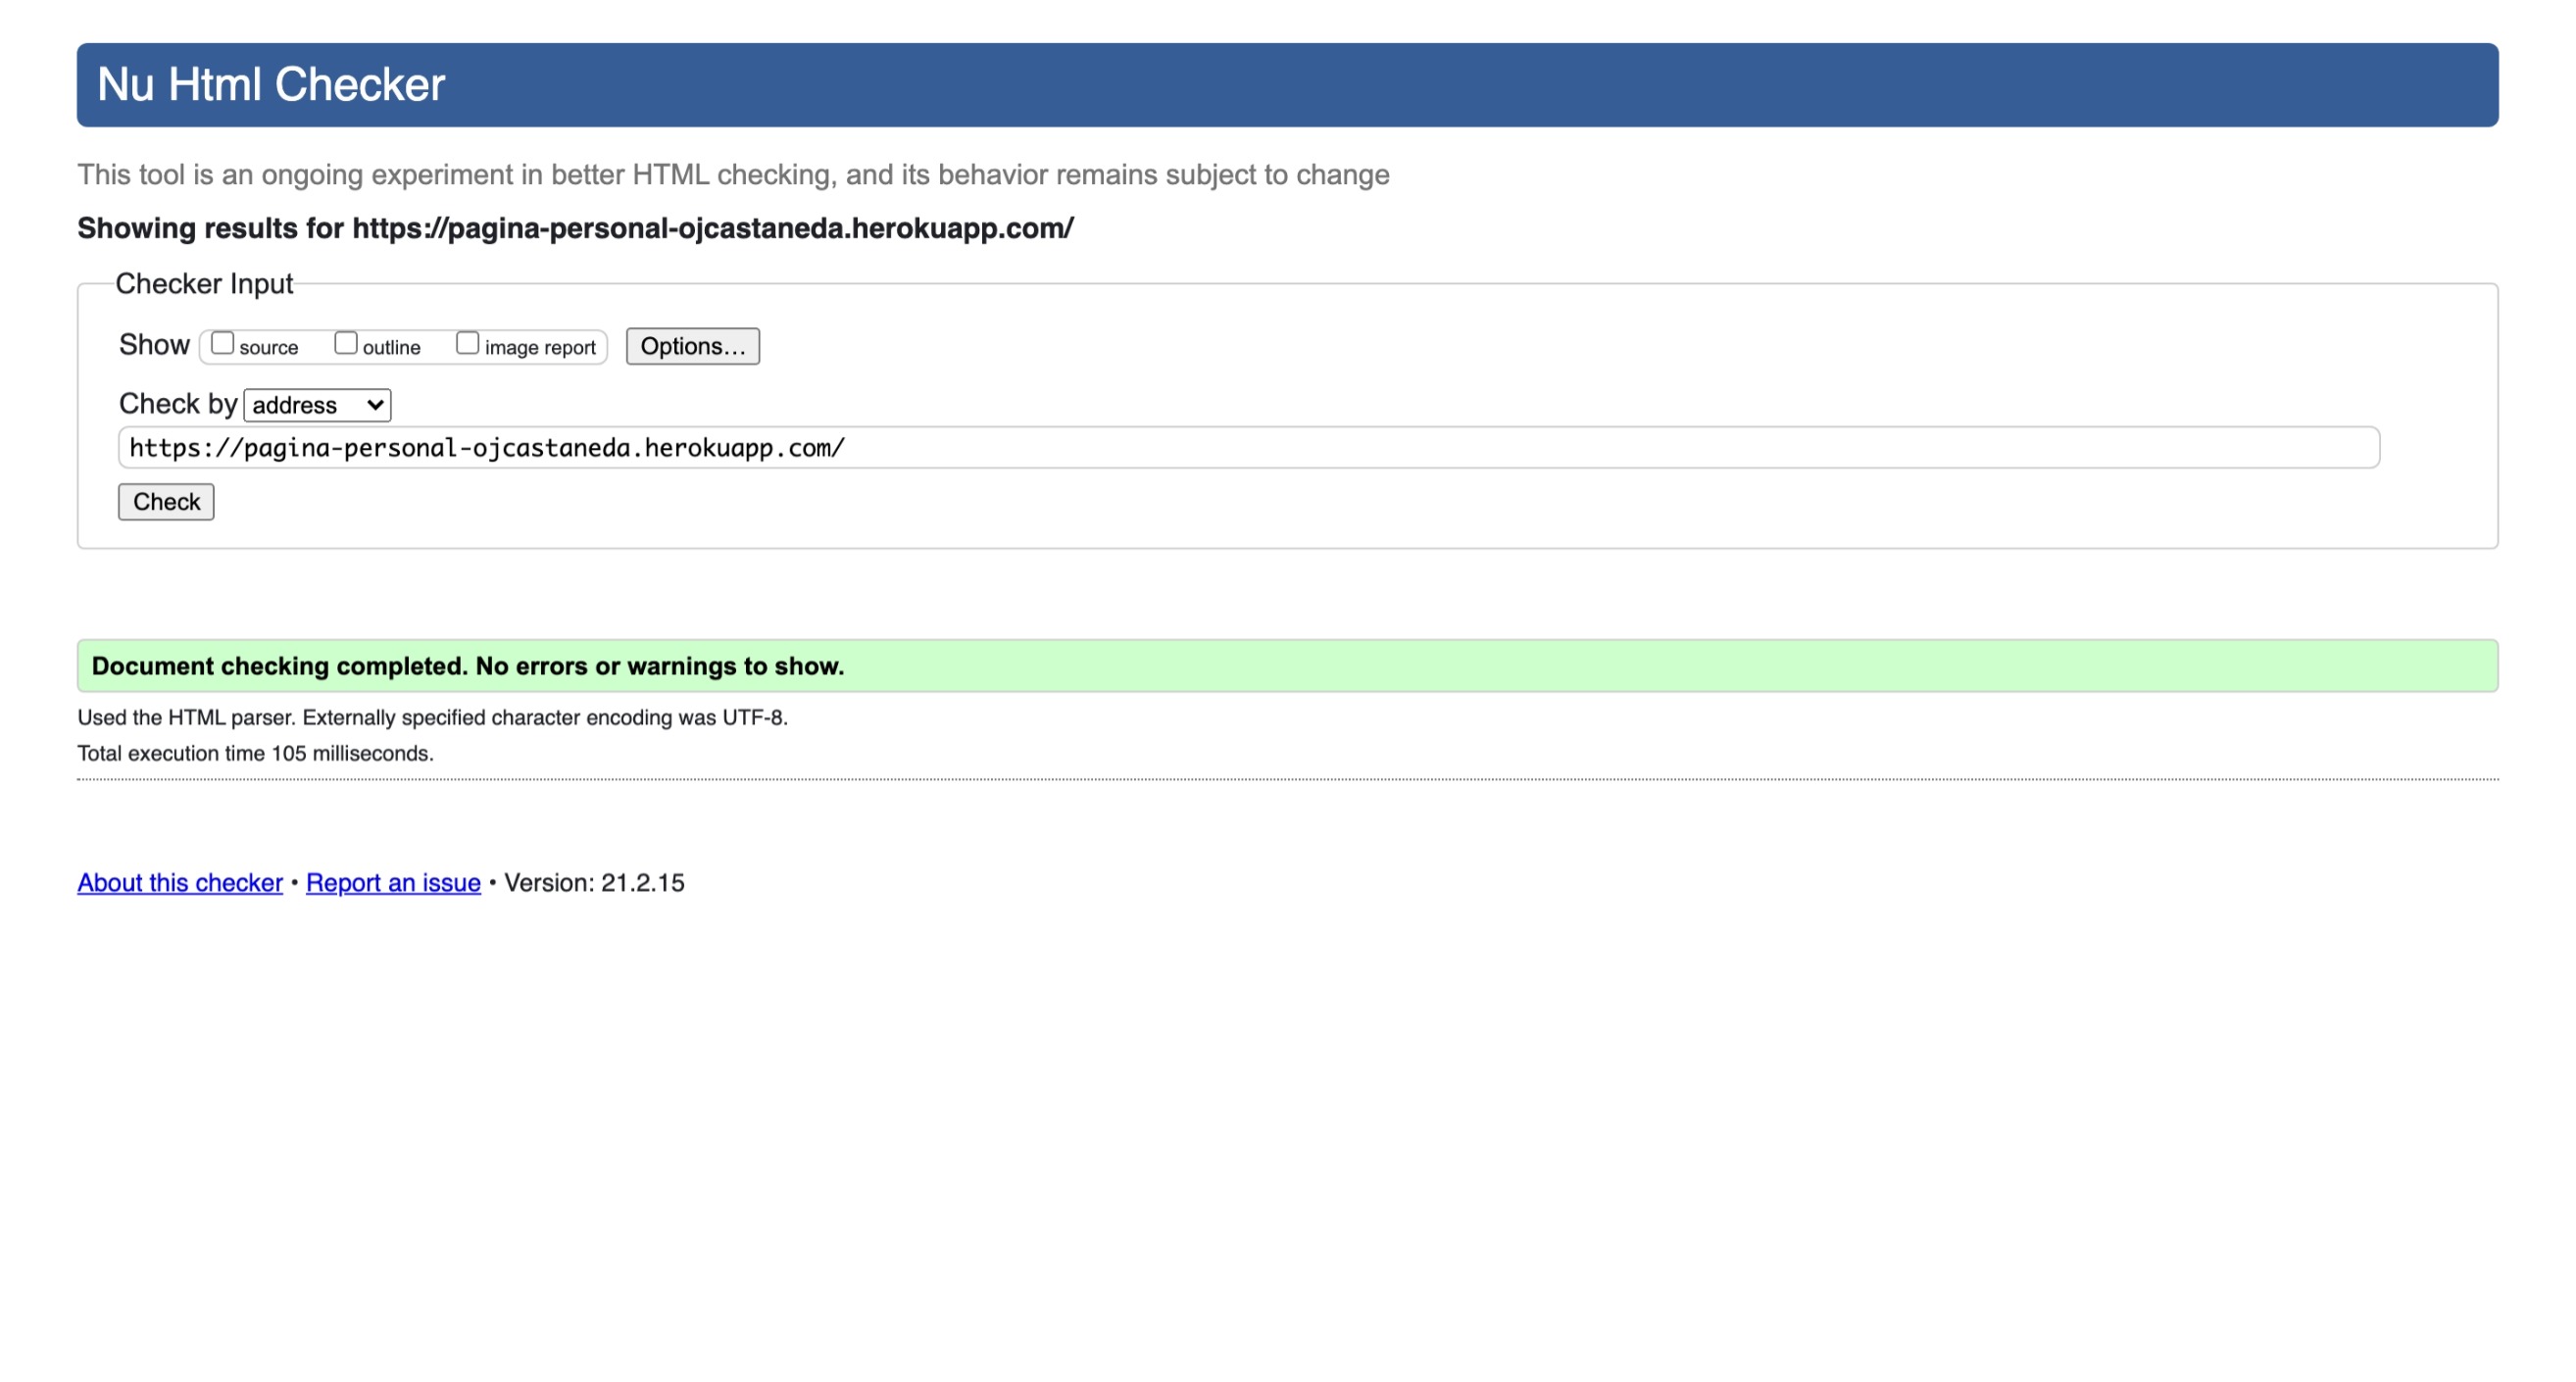 Nu Html Checker
This tool is an ongoing experiment in better HTML checking, and its behavior remains subject to change
Showing results for https://pagina-personal-ojcastaneda.herokuapp.com/
Checker Input
Show source outline image report Options...
Check by address
https://pagina-personal-ojcastaneda.herokuapp.com/
Check
Document checking completed. No errors or warnings to show.
Used the HTML parser. Externally specified character encoding was UTF-8.
Total execution time 105 milliseconds.
About this checker • Report an issue • Version: 21.2.15